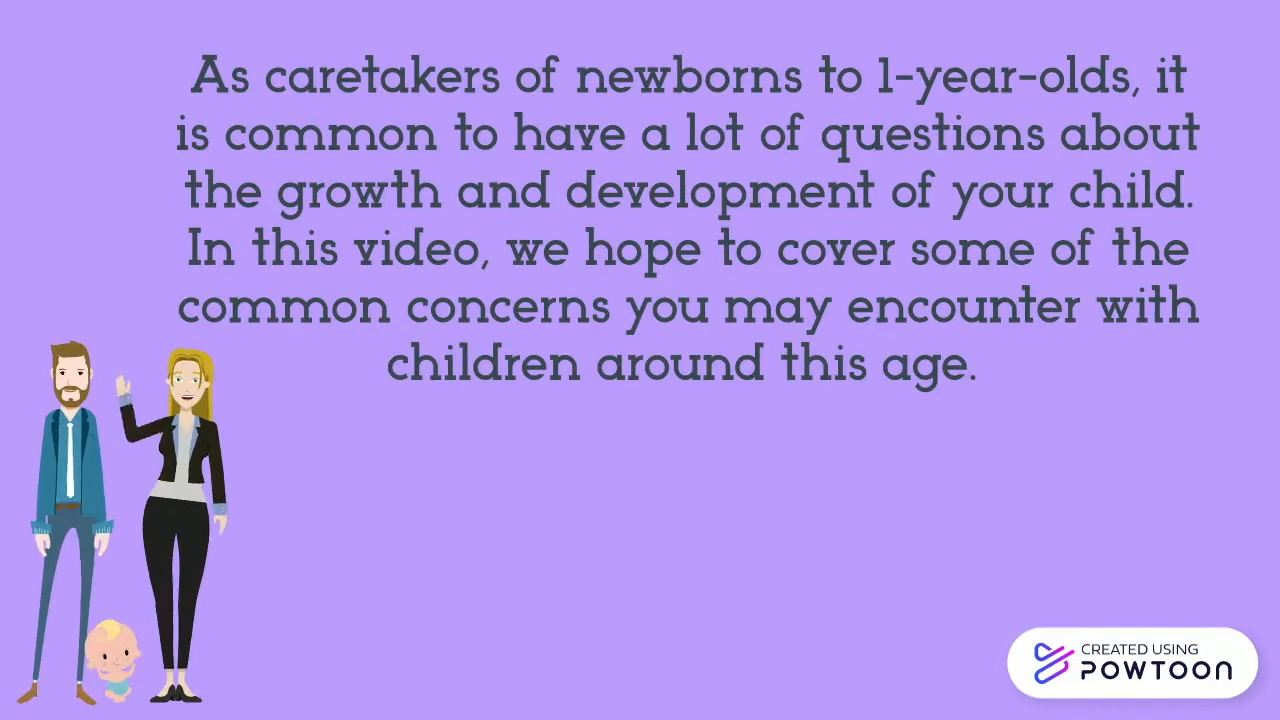 As caretakers of newborns to 1-year-olds, it
is common to have a lot of questions about
the growth and development of your child.
In this video, we hope to cover some of the
common concerns you may encounter with
children around this age.
CREATED USING
POWTOON